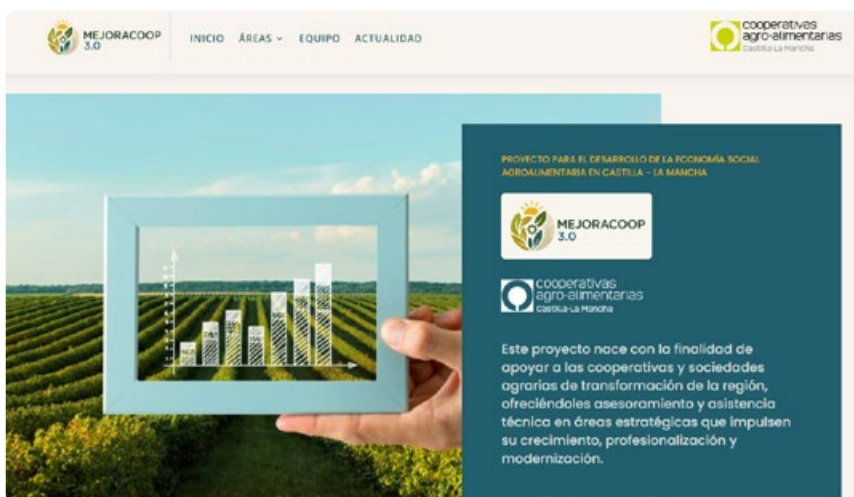 MEJORACOOP
3.0
INICIO ÁREAS EQUIPO ACTUALIDAD
cooperativas
agro-alimentarias
Castilla-La Mancha
PROYECTO PARA EL DESARROLLO DE LA ECONOMÍA SOCIAL
AGROALIMENTARIA EN CASTILLA - LA MANCHA
MEJORACOOP
3.0
cooperativas
agro-alimentarias
Castilla-La Mancha
Este proyecto nace con la finalidad de
apoyar a las cooperativas y sociedades
agrarias de transformación de la región,
ofreciéndoles asesoramiento y asistencia
técnica en áreas estratégicas que impulsen
su crecimiento, profesionalización y
modernización.